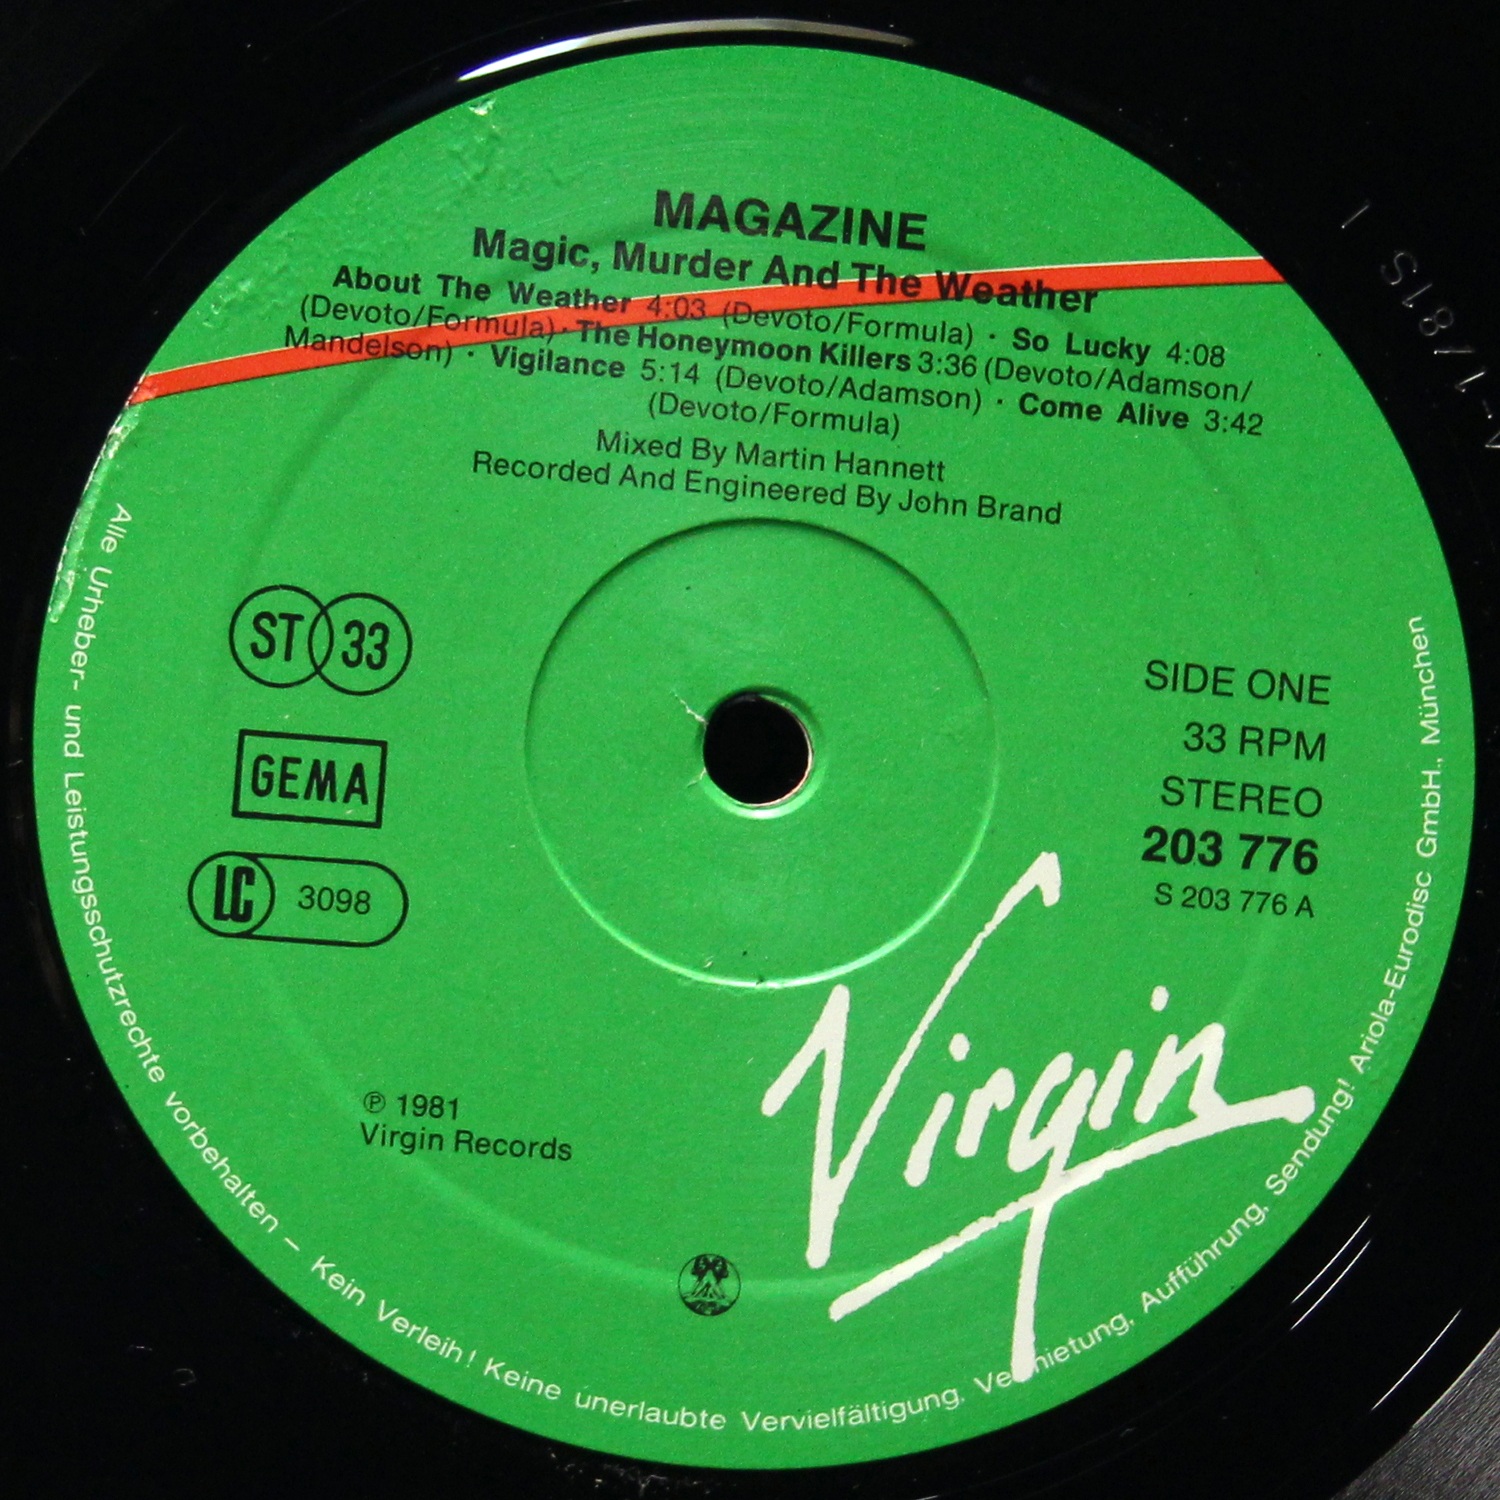 MAGAZINE
Magic, Murder And The Weather
About The Weather 4:03 (Devoto/Formula) · So Lucky 4:08
(Devoto/Formula) · The Honeymoon Killers 3:36 (Devoto/Adamson/
Mandelson) · Vigilance 5:14 (Devoto/Adamson) · Come Alive 3:42
(Devoto/Formula)
Mixed By Martin Hannett
Recorded And Engineered By John Brand
ST 33
GEMA
LC 3098
SIDE ONE
33 RPM
STEREO
203 776
S 203 776 A
℗ 1981
Virgin Records
Virgin
Alle Urheber- und Leistungsschutzrechte vorbehalten – Kein Verleih! Keine unerlaubte Vervielfältigung, Vermietung, Aufführung, Sendung! Ariola-Eurodisc GmbH., München